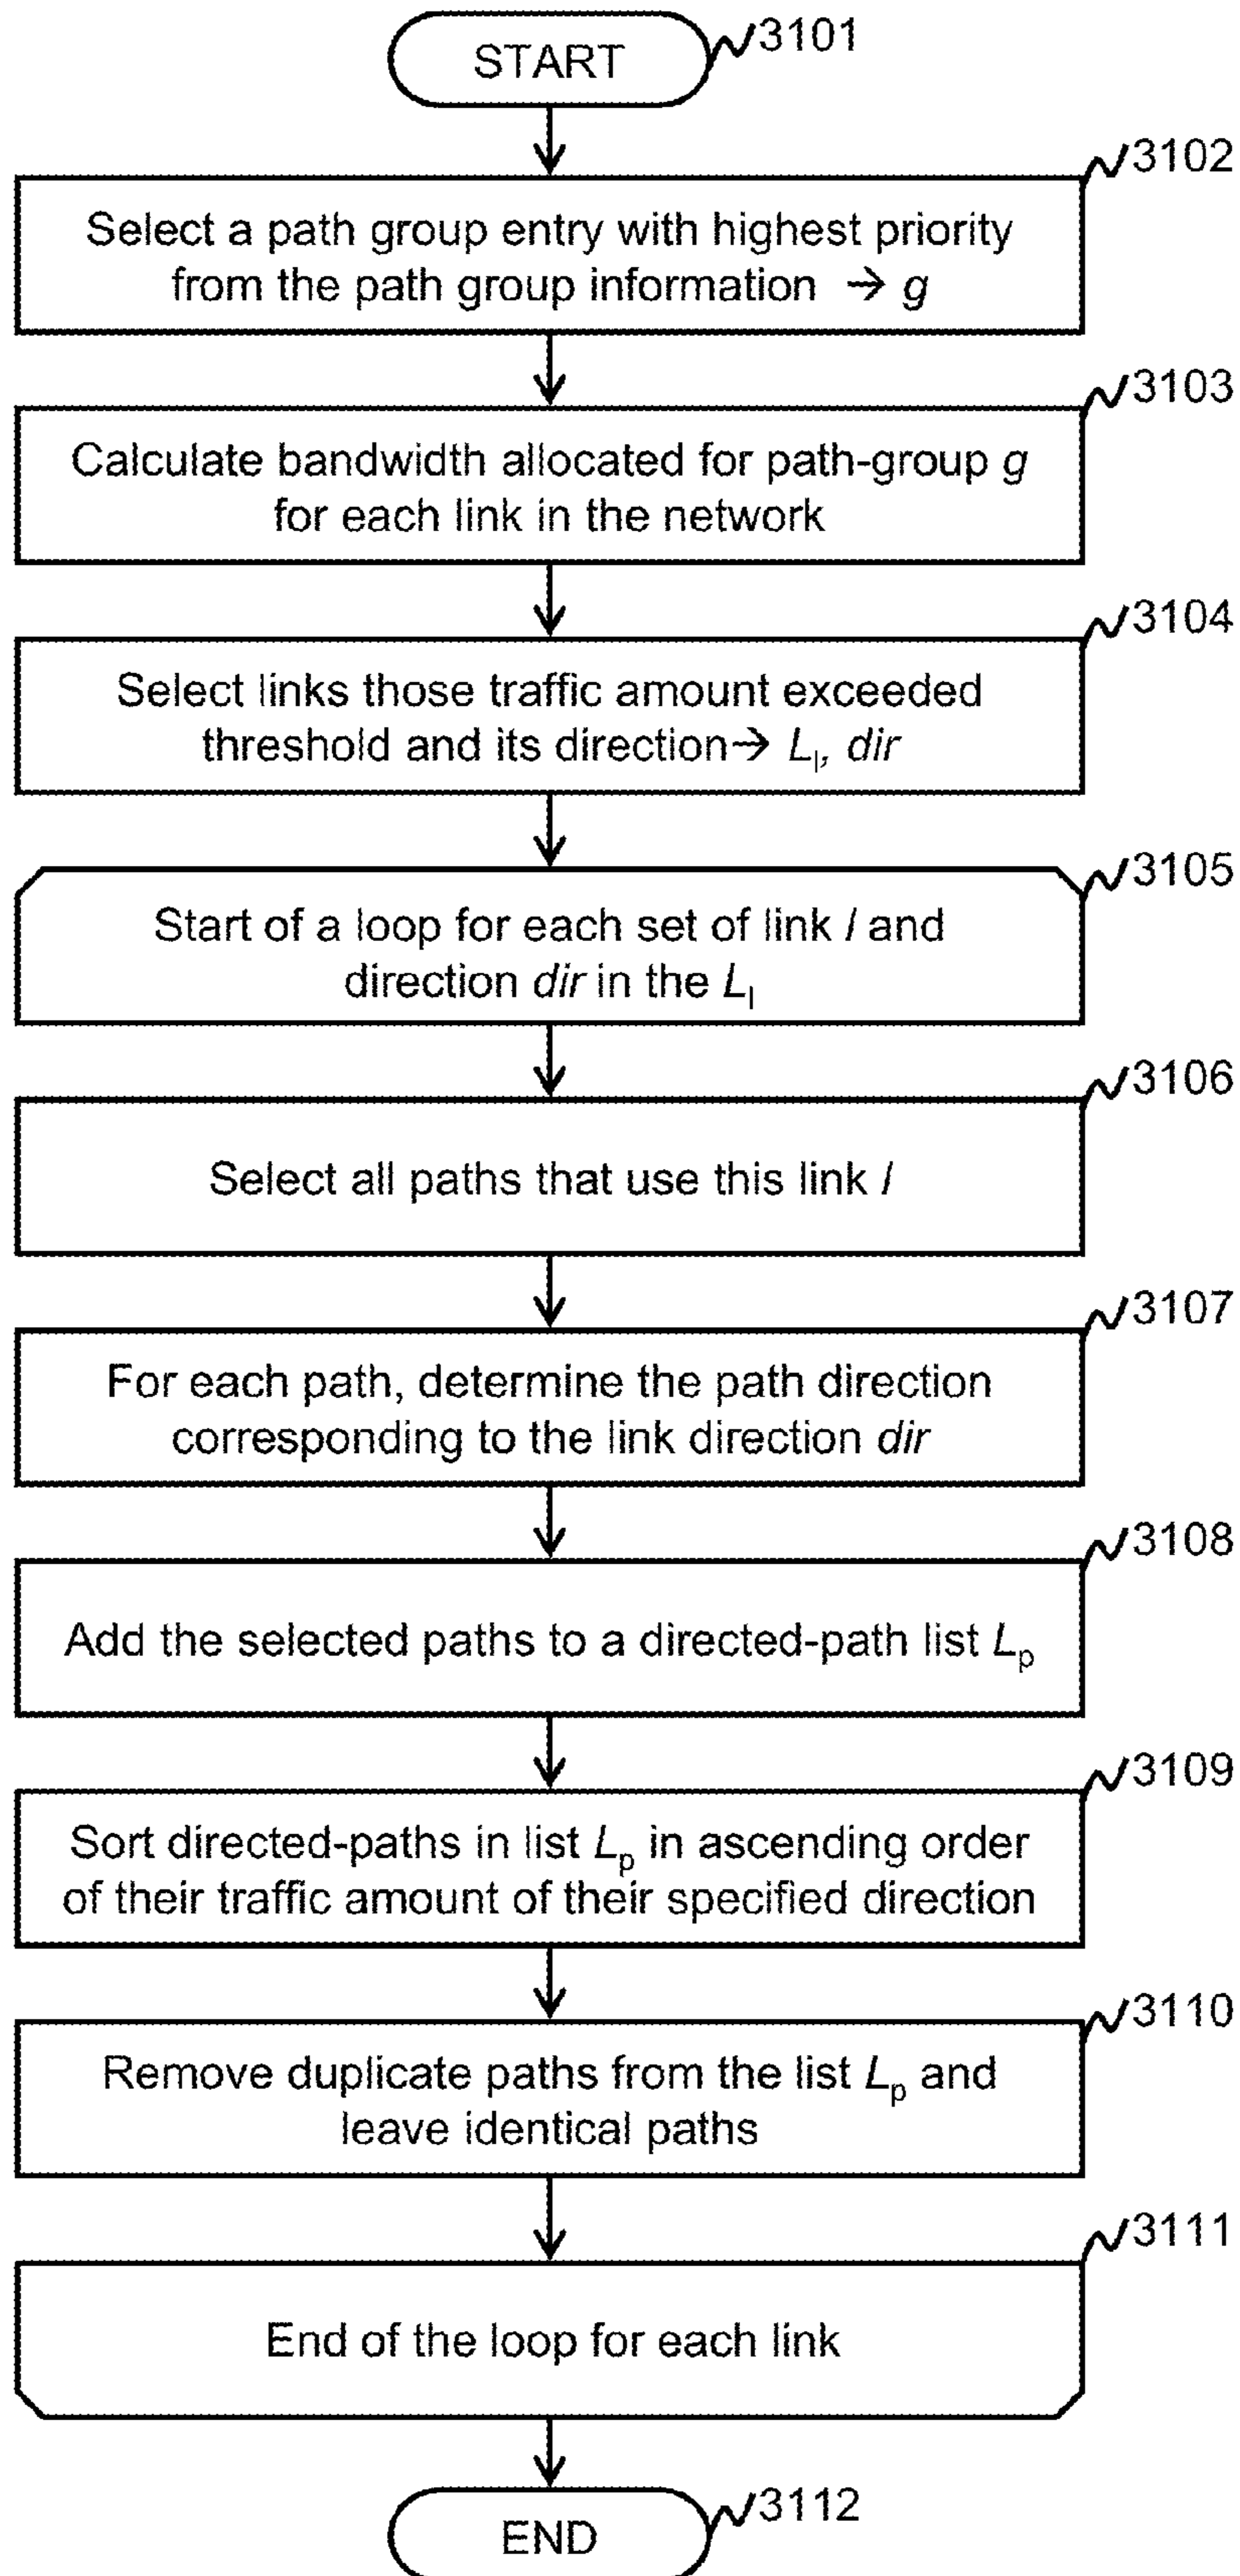 START
3101
3102
Select a path group entry with highest priority
from the path group information → g
3103
Calculate bandwidth allocated for path-group g
for each link in the network
3104
Select links those traffic amount exceeded
threshold and its direction→ Ll, dir
3105
Start of a loop for each set of link l and
direction dir in the Ll
3106
Select all paths that use this link l
3107
For each path, determine the path direction
corresponding to the link direction dir
3108
Add the selected paths to a directed-path list Lp
3109
Sort directed-paths in list Lp in ascending order
of their traffic amount of their specified direction
3110
Remove duplicate paths from the list Lp and
leave identical paths
3111
End of the loop for each link
3112
END